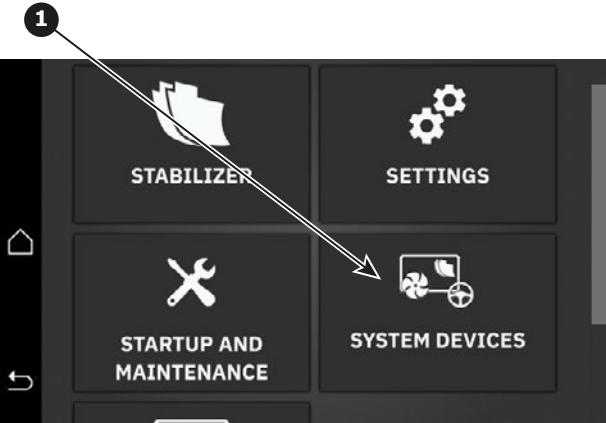 1
STABILIZER
SETTINGS
STARTUP AND
MAINTENANCE
SYSTEM DEVICES